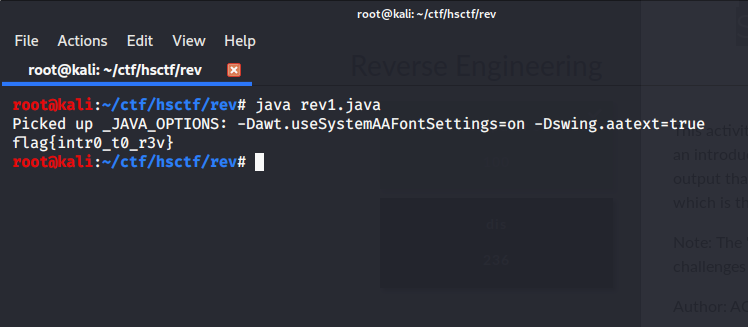 root@kali: ~/ctf/hsctf/rev
File Actions Edit View Help
root@kali: ~/ctf/hsctf/rev
Reverse Engineering
root@kali:~/ctf/hsctf/rev# java rev1.java
Picked up _JAVA_OPTIONS: -Dawt.useSystemAAFontSettings=on -Dswing.aatext=true
flag{intr0_t0_r3v}
root@kali:~/ctf/hsctf/rev#
an introdu
output tha
which is th
Note: The
challenges
Author: AC